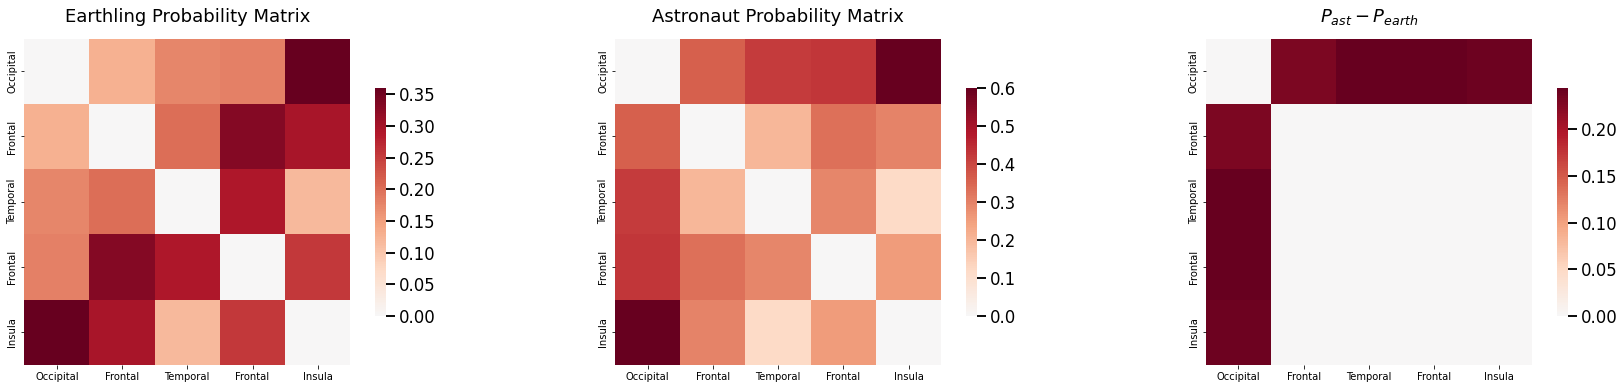 Earthling Probability Matrix
Occipital
Frontal
Temporal
Frontal
Insula
Occipital Frontal Temporal Frontal Insula
0.35
0.30
0.25
0.20
0.15
0.10
0.05
0.00
Astronaut Probability Matrix
Occipital
Frontal
Temporal
Frontal
Insula
Occipital Frontal Temporal Frontal Insula
0.6
0.5
0.4
0.3
0.2
0.1
0.0
P_ast − P_earth
Occipital
Frontal
Temporal
Frontal
Insula
Occipital Frontal Temporal Frontal Insula
0.20
0.15
0.10
0.05
0.00